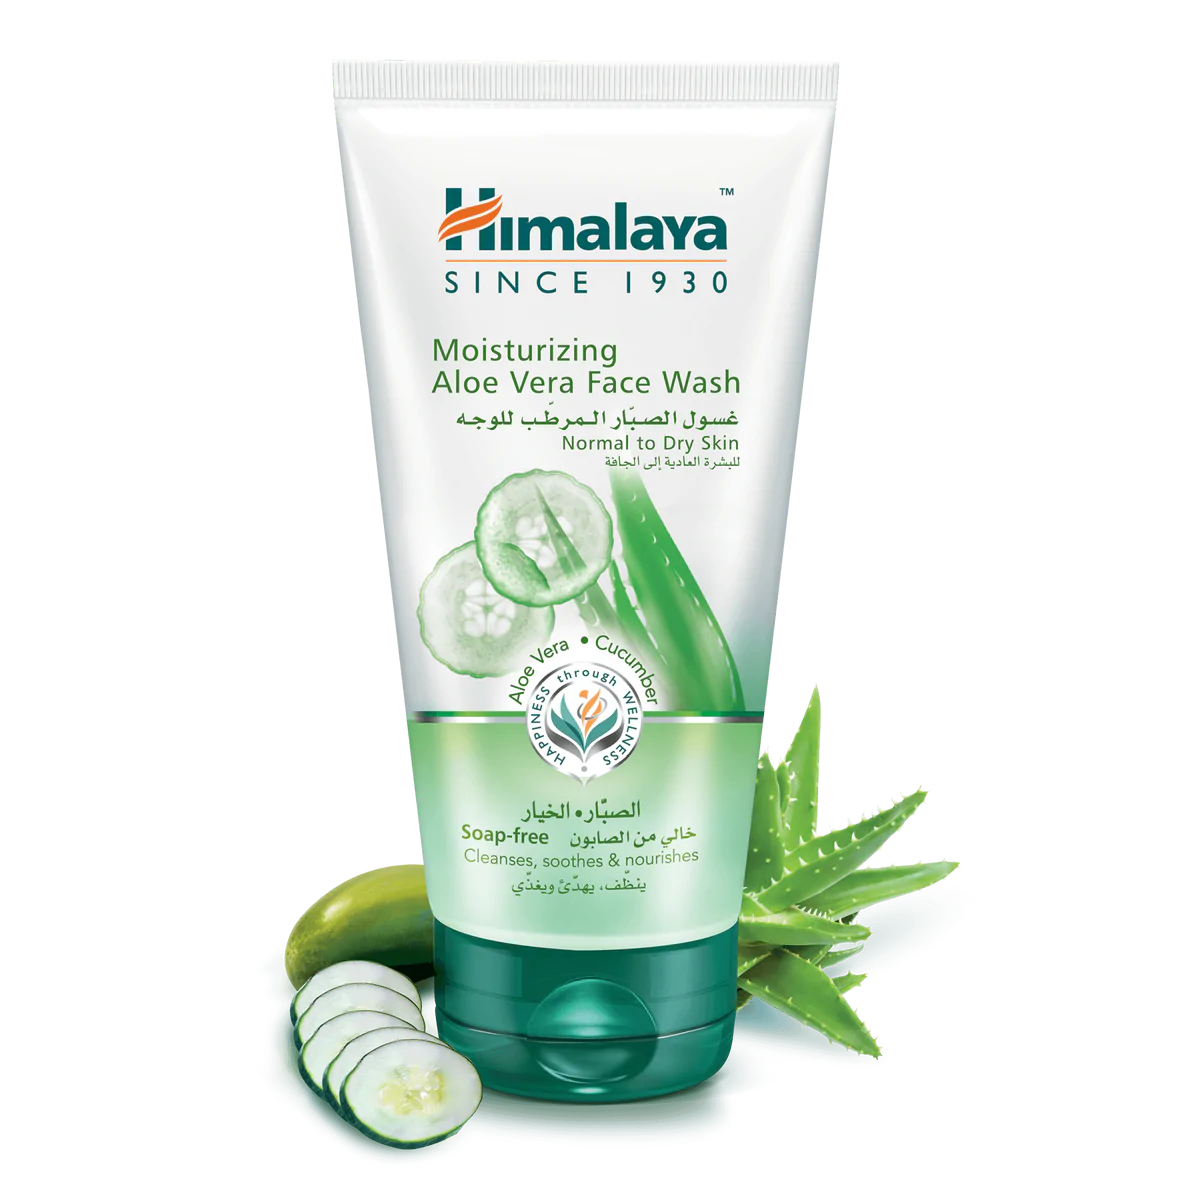 Himalaya™
SINCE 1930
Moisturizing
Aloe Vera Face Wash
غسول الصبّار المرطّب للوجه
Normal to Dry Skin
للبشرة العادية إلى الجافة
Aloe Vera • Cucumber
HAPPINESS through WELLNESS
الصبّار • الخيار
Soap-free خالي من الصابون
Cleanses, soothes & nourishes
ينظّف، يهدّئ ويغذّي